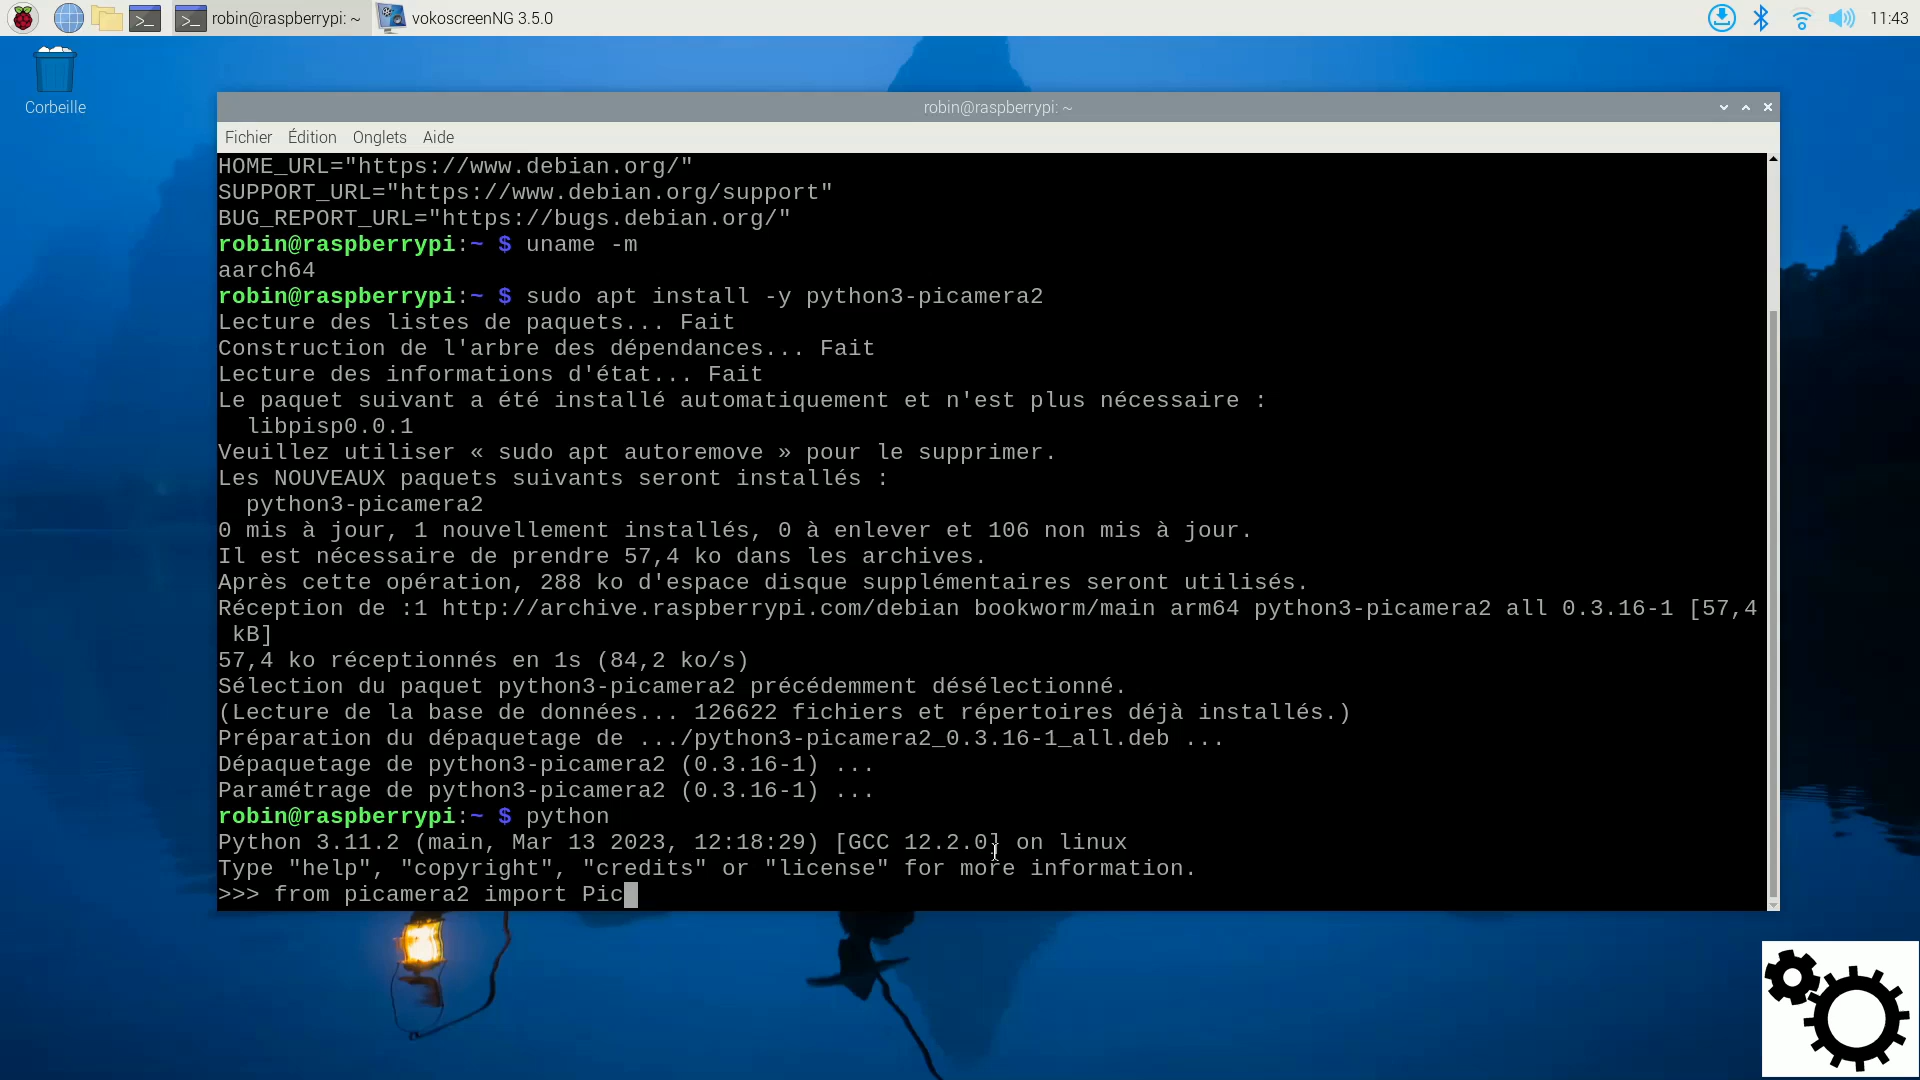 robin@raspberrypi: ~
vokoscreenNG 3.5.0
11:43
Corbeille
robin@raspberrypi: ~
Fichier Édition Onglets Aide
HOME_URL="https://www.debian.org/"
SUPPORT_URL="https://www.debian.org/support"
BUG_REPORT_URL="https://bugs.debian.org/"
robin@raspberrypi:~ $ uname -m
aarch64
robin@raspberrypi:~ $ sudo apt install -y python3-picamera2
Lecture des listes de paquets... Fait
Construction de l'arbre des dépendances... Fait
Lecture des informations d'état... Fait
Le paquet suivant a été installé automatiquement et n'est plus nécessaire :
libpisp0.0.1
Veuillez utiliser « sudo apt autoremove » pour le supprimer.
Les NOUVEAUX paquets suivants seront installés :
python3-picamera2
0 mis à jour, 1 nouvellement installés, 0 à enlever et 106 non mis à jour.
Il est nécessaire de prendre 57,4 ko dans les archives.
Après cette opération, 288 ko d'espace disque supplémentaires seront utilisés.
Réception de :1 http://archive.raspberrypi.com/debian bookworm/main arm64 python3-picamera2 all 0.3.16-1 [57,4
kB]
57,4 ko réceptionnés en 1s (84,2 ko/s)
Sélection du paquet python3-picamera2 précédemment désélectionné.
(Lecture de la base de données... 126622 fichiers et répertoires déjà installés.)
Préparation du dépaquetage de .../python3-picamera2_0.3.16-1_all.deb ...
Dépaquetage de python3-picamera2 (0.3.16-1) ...
Paramétrage de python3-picamera2 (0.3.16-1) ...
robin@raspberrypi:~ $ python
Python 3.11.2 (main, Mar 13 2023, 12:18:29) [GCC 12.2.0] on linux
Type "help", "copyright", "credits" or "license" for more information.
>>> from picamera2 import Pic